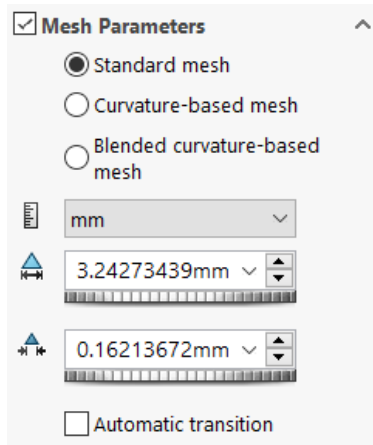 Mesh Parameters
Standard mesh
Curvature-based mesh
Blended curvature-based
mesh
mm
3.24273439mm
0.16213672mm
Automatic transition